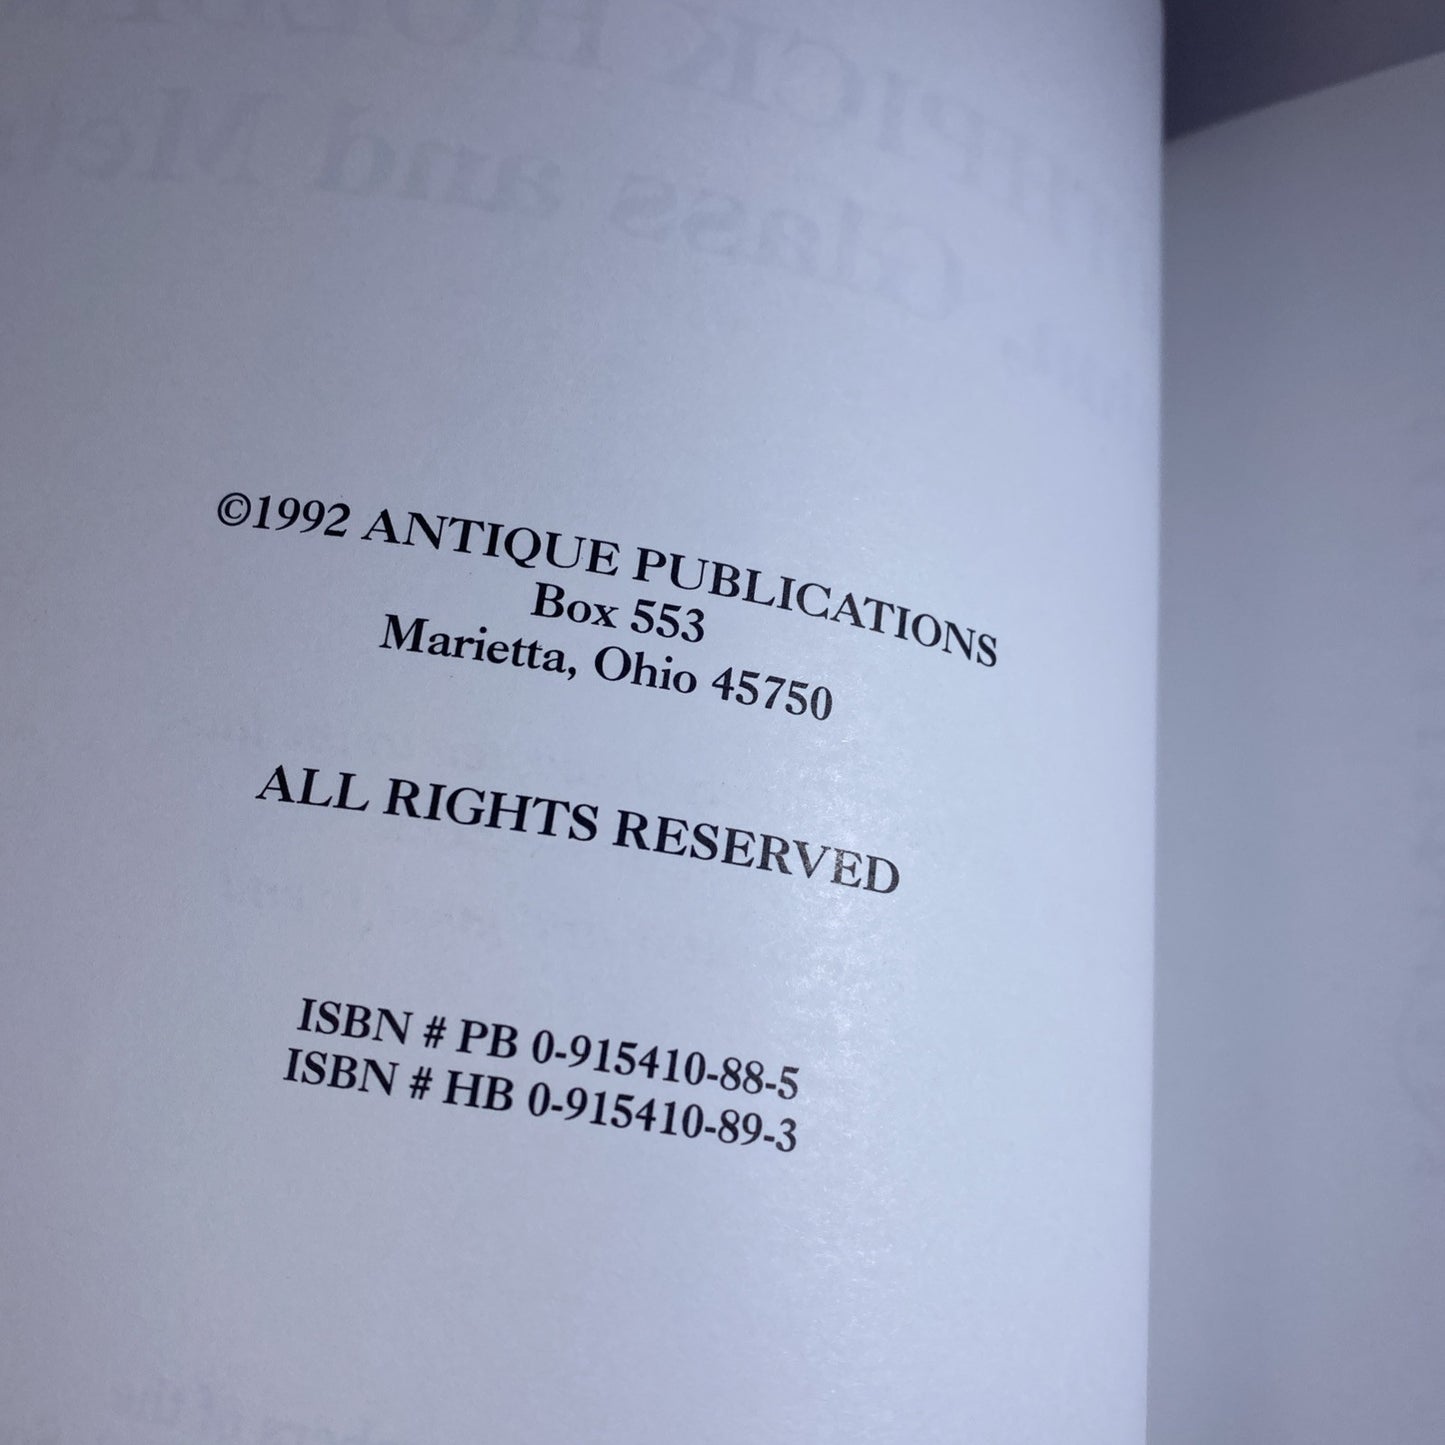 ©1992 ANTIQUE PUBLICATIONS
Box 553
Marietta, Ohio 45750
ALL RIGHTS RESERVED
ISBN # PB 0-915410-88-5
ISBN # HB 0-915410-89-3